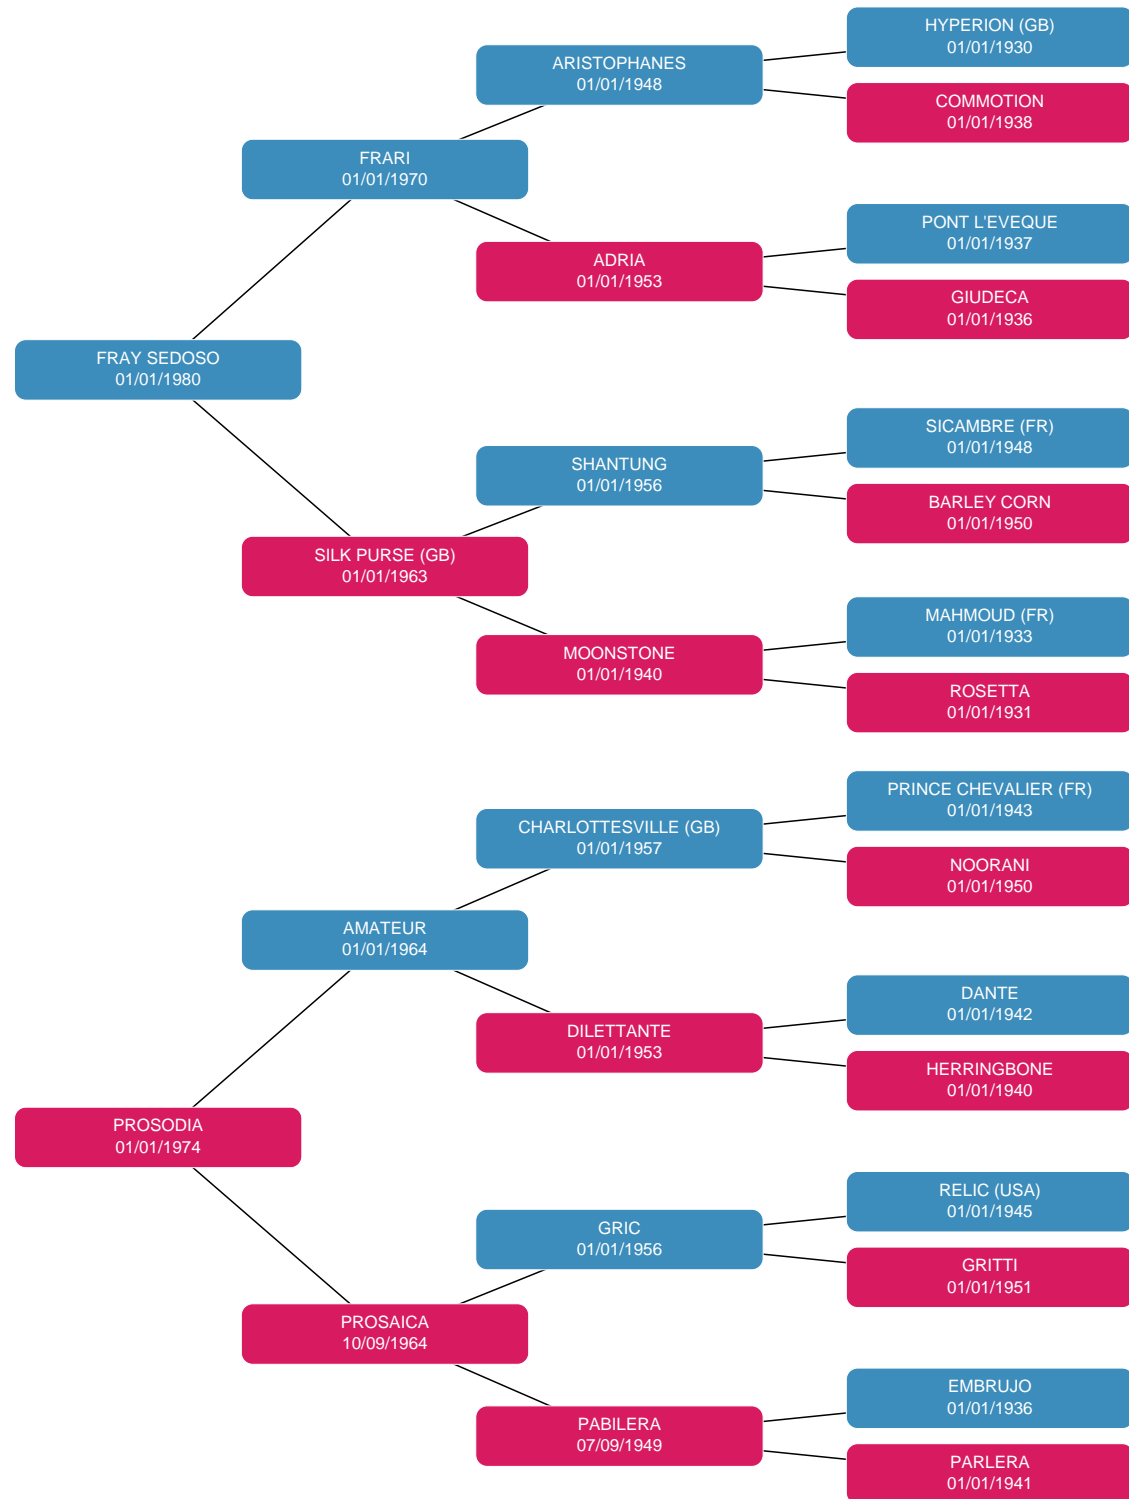 HYPERION (GB)
01/01/1930
ARISTOPHANES
01/01/1948
COMMOTION
01/01/1938
FRARI
01/01/1970
PONT L'EVEQUE
01/01/1937
ADRIA
01/01/1953
GIUDECA
01/01/1936
FRAY SEDOSO
01/01/1980
SICAMBRE (FR)
01/01/1948
SHANTUNG
01/01/1956
BARLEY CORN
01/01/1950
SILK PURSE (GB)
01/01/1963
MAHMOUD (FR)
01/01/1933
MOONSTONE
01/01/1940
ROSETTA
01/01/1931
PRINCE CHEVALIER (FR)
01/01/1943
CHARLOTTESVILLE (GB)
01/01/1957
NOORANI
01/01/1950
AMATEUR
01/01/1964
DANTE
01/01/1942
DILETTANTE
01/01/1953
HERRINGBONE
01/01/1940
PROSODIA
01/01/1974
RELIC (USA)
01/01/1945
GRIC
01/01/1956
GRITTI
01/01/1951
PROSAICA
10/09/1964
EMBRUJO
01/01/1936
PABILERA
07/09/1949
PARLERA
01/01/1941